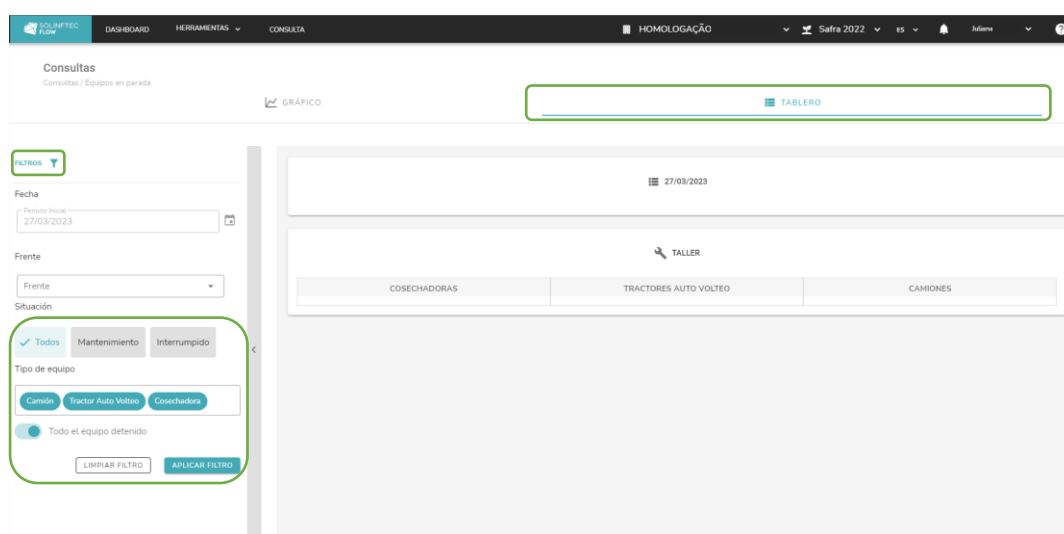 SOLINFTEC
FLOW
DASHBOARD HERRAMIENTAS CONSULTA HOMOLOGAÇÃO Safra 2022 ES Juliana
Consultas
Consultas / Equipos en parada
GRÁFICO TABLERO
FILTROS
Fecha
Período Inicial
27/03/2023
Frente
Frente
Situación
Todos Mantenimiento Interrumpido
Tipo de equipo
Camión Tractor Auto Volteo Cosechadora
Todo el equipo detenido
LIMPIAR FILTRO APLICAR FILTRO
27/03/2023
TALLER
COSECHADORAS TRACTORES AUTO VOLTEO CAMIONES